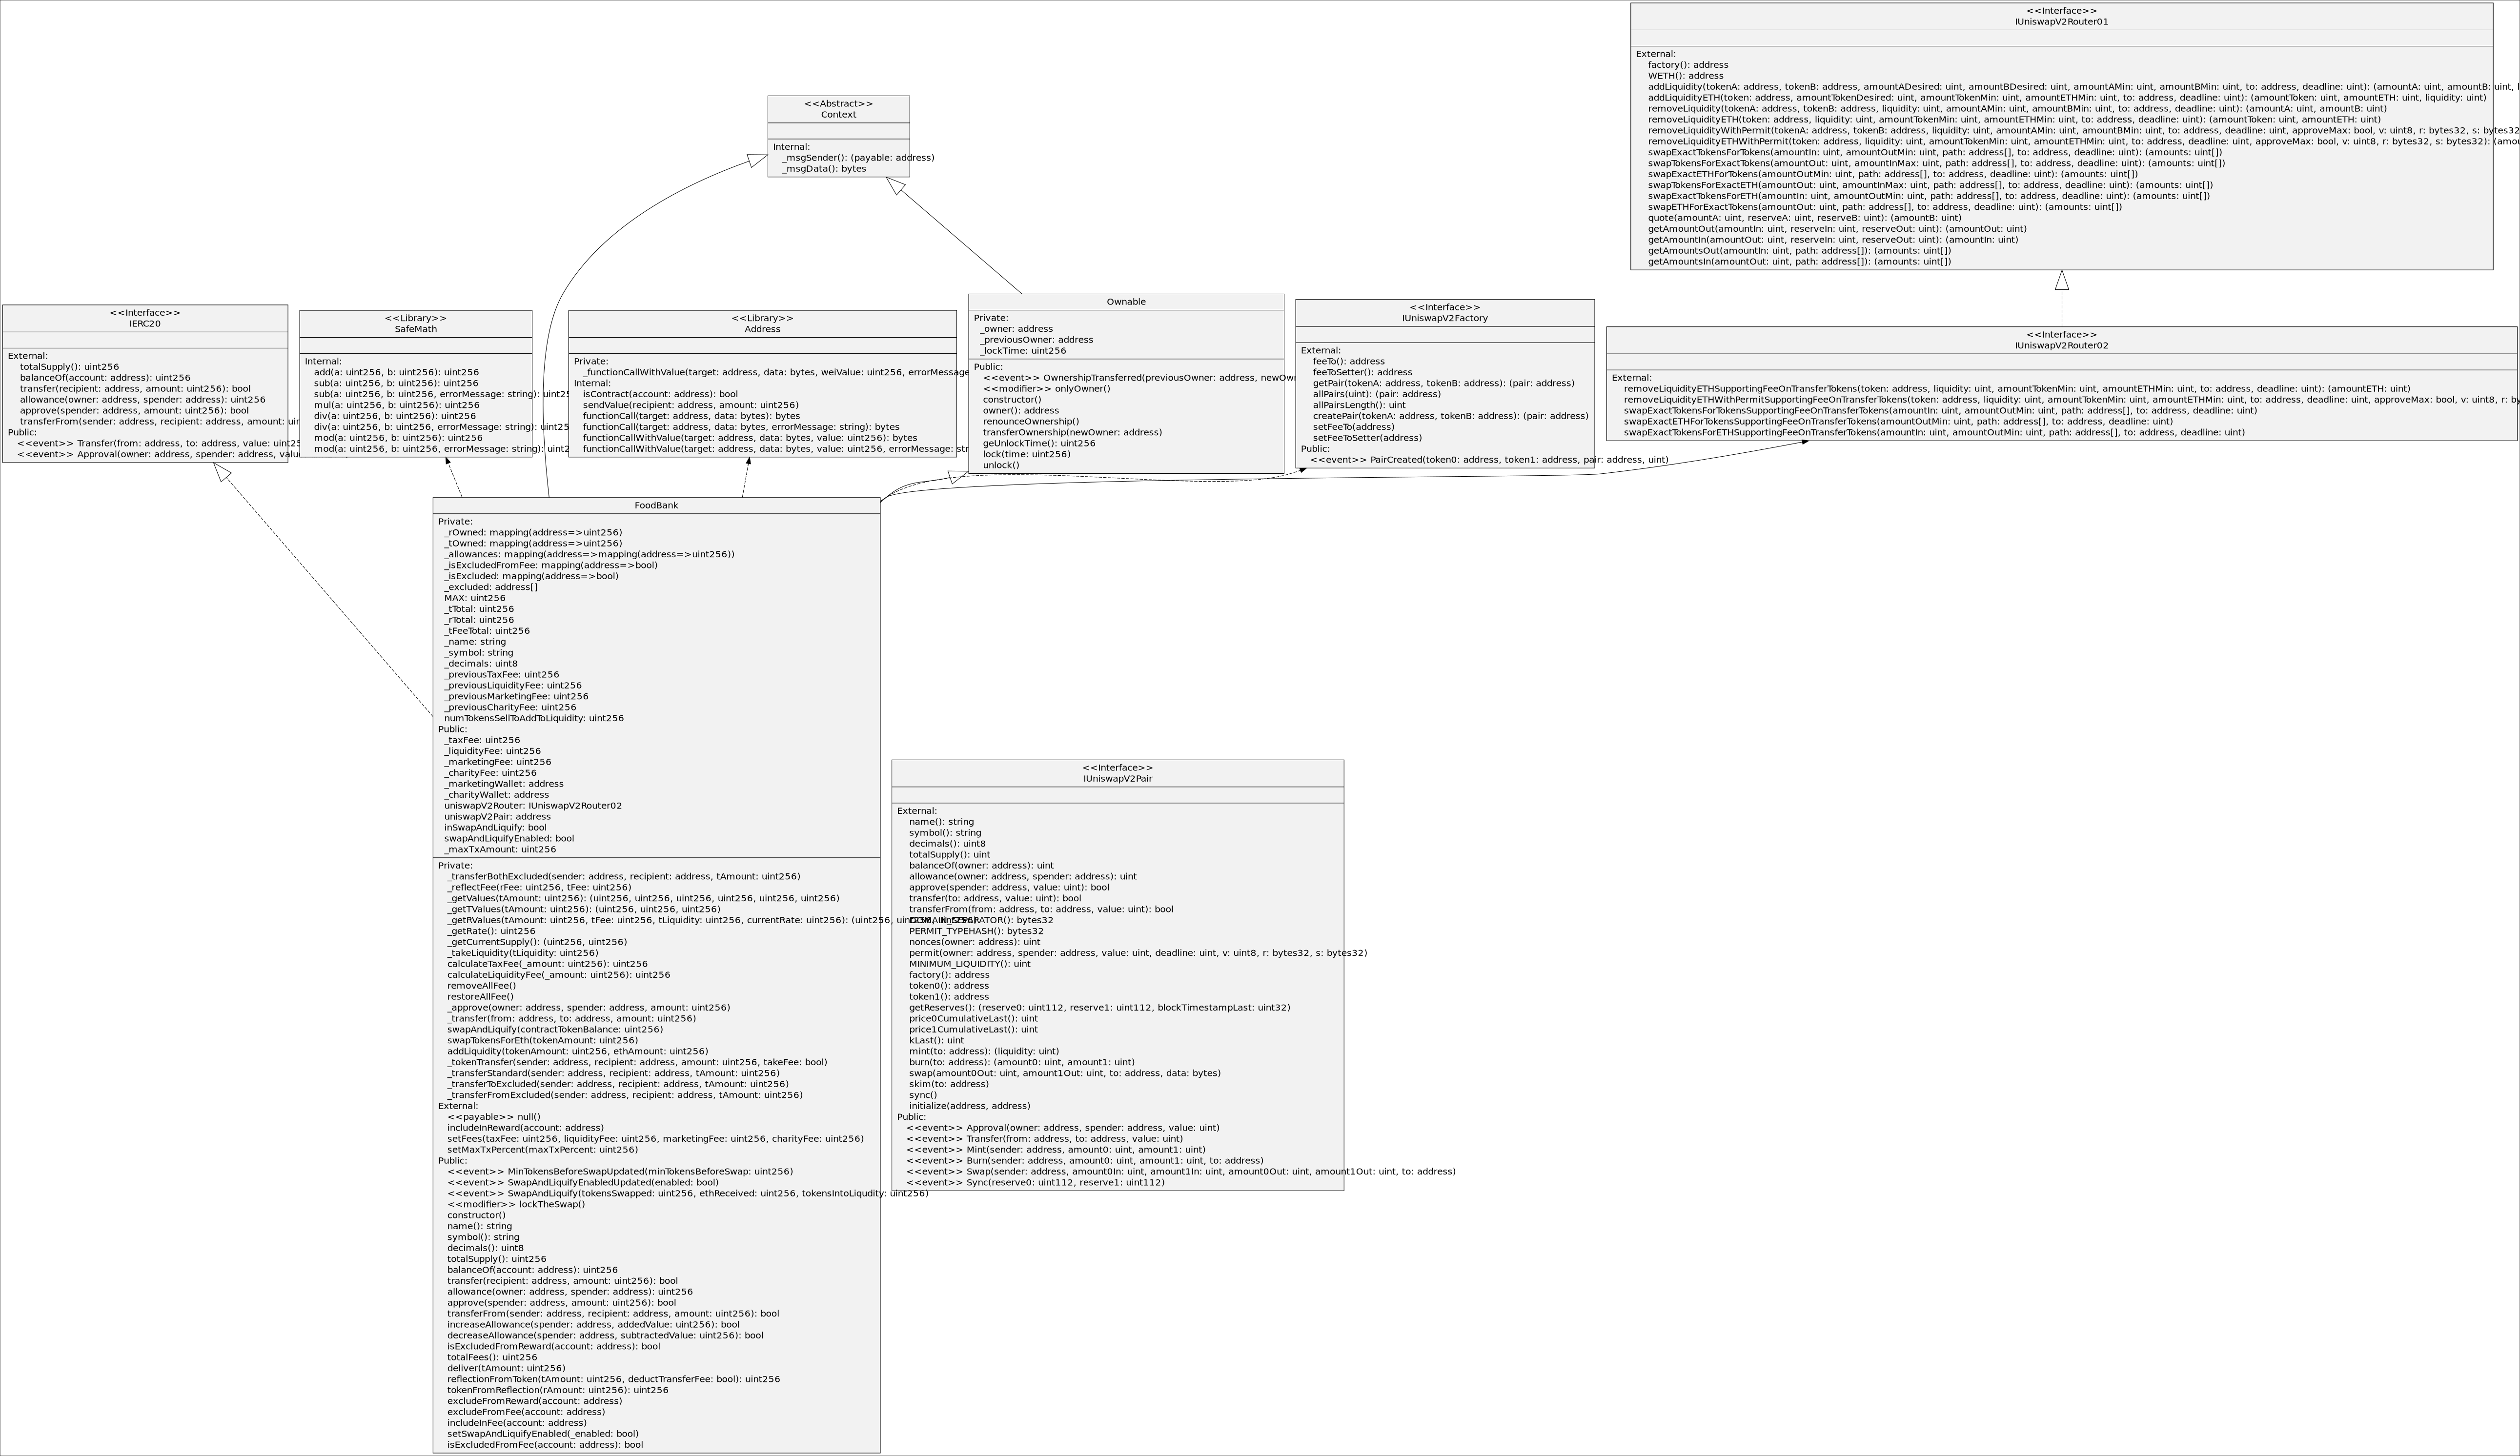 <<Interface>>
IUniswapV2Router01
External:
factory(): address
WETH(): address
addLiquidity(tokenA: address, tokenB: address, amountADesired: uint, amountBDesired: uint, amountAMin: uint, amountBMin: uint, to: address, deadline: uint): (amountA: uint, amountB: uint,
addLiquidityETH(token: address, amountTokenDesired: uint, amountTokenMin: uint, amountETHMin: uint, to: address, deadline: uint): (amountToken: uint, amountETH: uint, liquidity: uint)
removeLiquidity(tokenA: address, tokenB: address, liquidity: uint, amountAMin: uint, amountBMin: uint, to: address, deadline: uint): (amountA: uint, amountB: uint)
removeLiquidityETH(token: address, liquidity: uint, amountTokenMin: uint, amountETHMin: uint, to: address, deadline: uint): (amountToken: uint, amountETH: uint)
removeLiquidityWithPermit(tokenA: address, tokenB: address, liquidity: uint, amountAMin: uint, amountBMin: uint, to: address, deadline: uint, approveMax: bool, v: uint8, r: bytes32, s: bytes32
removeLiquidityETHWithPermit(token: address, liquidity: uint, amountTokenMin: uint, amountETHMin: uint, to: address, deadline: uint, approveMax: bool, v: uint8, r: bytes32, s: bytes32): (amou
swapExactTokensForTokens(amountIn: uint, amountOutMin: uint, path: address[], to: address, deadline: uint): (amounts: uint[])
swapTokensForExactTokens(amountOut: uint, amountInMax: uint, path: address[], to: address, deadline: uint): (amounts: uint[])
swapExactETHForTokens(amountOutMin: uint, path: address[], to: address, deadline: uint): (amounts: uint[])
swapTokensForExactETH(amountOut: uint, amountInMax: uint, path: address[], to: address, deadline: uint): (amounts: uint[])
swapExactTokensForETH(amountIn: uint, amountOutMin: uint, path: address[], to: address, deadline: uint): (amounts: uint[])
swapETHForExactTokens(amountOut: uint, path: address[], to: address, deadline: uint): (amounts: uint[])
quote(amountA: uint, reserveA: uint, reserveB: uint): (amountB: uint)
getAmountOut(amountIn: uint, reserveIn: uint, reserveOut: uint): (amountOut: uint)
getAmountIn(amountOut: uint, reserveIn: uint, reserveOut: uint): (amountIn: uint)
getAmountsOut(amountIn: uint, path: address[]): (amounts: uint[])
getAmountsIn(amountOut: uint, path: address[]): (amounts: uint[])
<<Abstract>>
Context
Internal:
_msgSender(): (payable: address)
_msgData(): bytes
<<Interface>>
IERC20
External:
totalSupply(): uint256
balanceOf(account: address): uint256
transfer(recipient: address, amount: uint256): bool
allowance(owner: address, spender: address): uint256
approve(spender: address, amount: uint256): bool
transferFrom(sender: address, recipient: address, amount: uin
Public:
<<event>> Transfer(from: address, to: address, value: uint25
<<event>> Approval(owner: address, spender: address, valu
<<Library>>
SafeMath
Internal:
add(a: uint256, b: uint256): uint256
sub(a: uint256, b: uint256): uint256
sub(a: uint256, b: uint256, errorMessage: string): uint25
mul(a: uint256, b: uint256): uint256
div(a: uint256, b: uint256): uint256
div(a: uint256, b: uint256, errorMessage: string): uint25
mod(a: uint256, b: uint256): uint256
mod(a: uint256, b: uint256, errorMessage: string): uint2
<<Library>>
Address
Private:
_functionCallWithValue(target: address, data: bytes, weiValue: uint256, errorMessage
Internal:
isContract(account: address): bool
sendValue(recipient: address, amount: uint256)
functionCall(target: address, data: bytes): bytes
functionCall(target: address, data: bytes, errorMessage: string): bytes
functionCallWithValue(target: address, data: bytes, value: uint256): bytes
functionCallWithValue(target: address, data: bytes, value: uint256, errorMessage: str
Ownable
Private:
_owner: address
_previousOwner: address
_lockTime: uint256
Public:
<<event>> OwnershipTransferred(previousOwner: address, newOwn
<<modifier>> onlyOwner()
constructor()
owner(): address
renounceOwnership()
transferOwnership(newOwner: address)
geUnlockTime(): uint256
lock(time: uint256)
unlock()
<<Interface>>
IUniswapV2Factory
External:
feeTo(): address
feeToSetter(): address
getPair(tokenA: address, tokenB: address): (pair: address)
allPairs(uint): (pair: address)
allPairsLength(): uint
createPair(tokenA: address, tokenB: address): (pair: address)
setFeeTo(address)
setFeeToSetter(address)
Public:
<<event>> PairCreated(token0: address, token1: address, pair: address, uint)
<<Interface>>
IUniswapV2Router02
External:
removeLiquidityETHSupportingFeeOnTransferTokens(token: address, liquidity: uint, amountTokenMin: uint, amountETHMin: uint, to: address, deadline: uint): (amountETH: uint)
removeLiquidityETHWithPermitSupportingFeeOnTransferTokens(token: address, liquidity: uint, amountTokenMin: uint, amountETHMin: uint, to: address, deadline: uint, approveMax: bool, v: uint8, r: by
swapExactTokensForTokensSupportingFeeOnTransferTokens(amountIn: uint, amountOutMin: uint, path: address[], to: address, deadline: uint)
swapExactETHForTokensSupportingFeeOnTransferTokens(amountOutMin: uint, path: address[], to: address, deadline: uint)
swapExactTokensForETHSupportingFeeOnTransferTokens(amountIn: uint, amountOutMin: uint, path: address[], to: address, deadline: uint)
FoodBank
Private:
_rOwned: mapping(address=>uint256)
_tOwned: mapping(address=>uint256)
_allowances: mapping(address=>mapping(address=>uint256))
_isExcludedFromFee: mapping(address=>bool)
_isExcluded: mapping(address=>bool)
_excluded: address[]
MAX: uint256
_tTotal: uint256
_rTotal: uint256
_tFeeTotal: uint256
_name: string
_symbol: string
_decimals: uint8
_previousTaxFee: uint256
_previousLiquidityFee: uint256
_previousMarketingFee: uint256
_previousCharityFee: uint256
numTokensSellToAddToLiquidity: uint256
Public:
_taxFee: uint256
_liquidityFee: uint256
_marketingFee: uint256
_charityFee: uint256
_marketingWallet: address
_charityWallet: address
uniswapV2Router: IUniswapV2Router02
uniswapV2Pair: address
inSwapAndLiquify: bool
swapAndLiquifyEnabled: bool
_maxTxAmount: uint256
Private:
_transferBothExcluded(sender: address, recipient: address, tAmount: uint256)
_reflectFee(rFee: uint256, tFee: uint256)
_getValues(tAmount: uint256): (uint256, uint256, uint256, uint256, uint256, uint256)
_getTValues(tAmount: uint256): (uint256, uint256, uint256)
_getRValues(tAmount: uint256, tFee: uint256, tLiquidity: uint256, currentRate: uint256): (uint256, uint256, uint256)
_getRate(): uint256
_getCurrentSupply(): (uint256, uint256)
_takeLiquidity(tLiquidity: uint256)
calculateTaxFee(_amount: uint256): uint256
calculateLiquidityFee(_amount: uint256): uint256
removeAllFee()
restoreAllFee()
_approve(owner: address, spender: address, amount: uint256)
_transfer(from: address, to: address, amount: uint256)
swapAndLiquify(contractTokenBalance: uint256)
swapTokensForEth(tokenAmount: uint256)
addLiquidity(tokenAmount: uint256, ethAmount: uint256)
_tokenTransfer(sender: address, recipient: address, amount: uint256, takeFee: bool)
_transferStandard(sender: address, recipient: address, tAmount: uint256)
_transferToExcluded(sender: address, recipient: address, tAmount: uint256)
_transferFromExcluded(sender: address, recipient: address, tAmount: uint256)
External:
<<payable>> null()
includeInReward(account: address)
setFees(taxFee: uint256, liquidityFee: uint256, marketingFee: uint256, charityFee: uint256)
setMaxTxPercent(maxTxPercent: uint256)
Public:
<<event>> MinTokensBeforeSwapUpdated(minTokensBeforeSwap: uint256)
<<event>> SwapAndLiquifyEnabledUpdated(enabled: bool)
<<event>> SwapAndLiquify(tokensSwapped: uint256, ethReceived: uint256, tokensIntoLiqudity: uint256)
<<modifier>> lockTheSwap()
constructor()
name(): string
symbol(): string
decimals(): uint8
totalSupply(): uint256
balanceOf(account: address): uint256
transfer(recipient: address, amount: uint256): bool
allowance(owner: address, spender: address): uint256
approve(spender: address, amount: uint256): bool
transferFrom(sender: address, recipient: address, amount: uint256): bool
increaseAllowance(spender: address, addedValue: uint256): bool
decreaseAllowance(spender: address, subtractedValue: uint256): bool
isExcludedFromReward(account: address): bool
totalFees(): uint256
deliver(tAmount: uint256)
reflectionFromToken(tAmount: uint256, deductTransferFee: bool): uint256
tokenFromReflection(rAmount: uint256): uint256
excludeFromReward(account: address)
excludeFromFee(account: address)
includeInFee(account: address)
setSwapAndLiquifyEnabled(_enabled: bool)
isExcludedFromFee(account: address): bool
<<Interface>>
IUniswapV2Pair
External:
name(): string
symbol(): string
decimals(): uint8
totalSupply(): uint
balanceOf(owner: address): uint
allowance(owner: address, spender: address): uint
approve(spender: address, value: uint): bool
transfer(to: address, value: uint): bool
transferFrom(from: address, to: address, value: uint): bool
DOMAIN_SEPARATOR(): bytes32
PERMIT_TYPEHASH(): bytes32
nonces(owner: address): uint
permit(owner: address, spender: address, value: uint, deadline: uint, v: uint8, r: bytes32, s: bytes32)
MINIMUM_LIQUIDITY(): uint
factory(): address
token0(): address
token1(): address
getReserves(): (reserve0: uint112, reserve1: uint112, blockTimestampLast: uint32)
price0CumulativeLast(): uint
price1CumulativeLast(): uint
kLast(): uint
mint(to: address): (liquidity: uint)
burn(to: address): (amount0: uint, amount1: uint)
swap(amount0Out: uint, amount1Out: uint, to: address, data: bytes)
skim(to: address)
sync()
initialize(address, address)
Public:
<<event>> Approval(owner: address, spender: address, value: uint)
<<event>> Transfer(from: address, to: address, value: uint)
<<event>> Mint(sender: address, amount0: uint, amount1: uint)
<<event>> Burn(sender: address, amount0: uint, amount1: uint, to: address)
<<event>> Swap(sender: address, amount0In: uint, amount1In: uint, amount0Out: uint, amount1Out: uint, to: address)
<<event>> Sync(reserve0: uint112, reserve1: uint112)